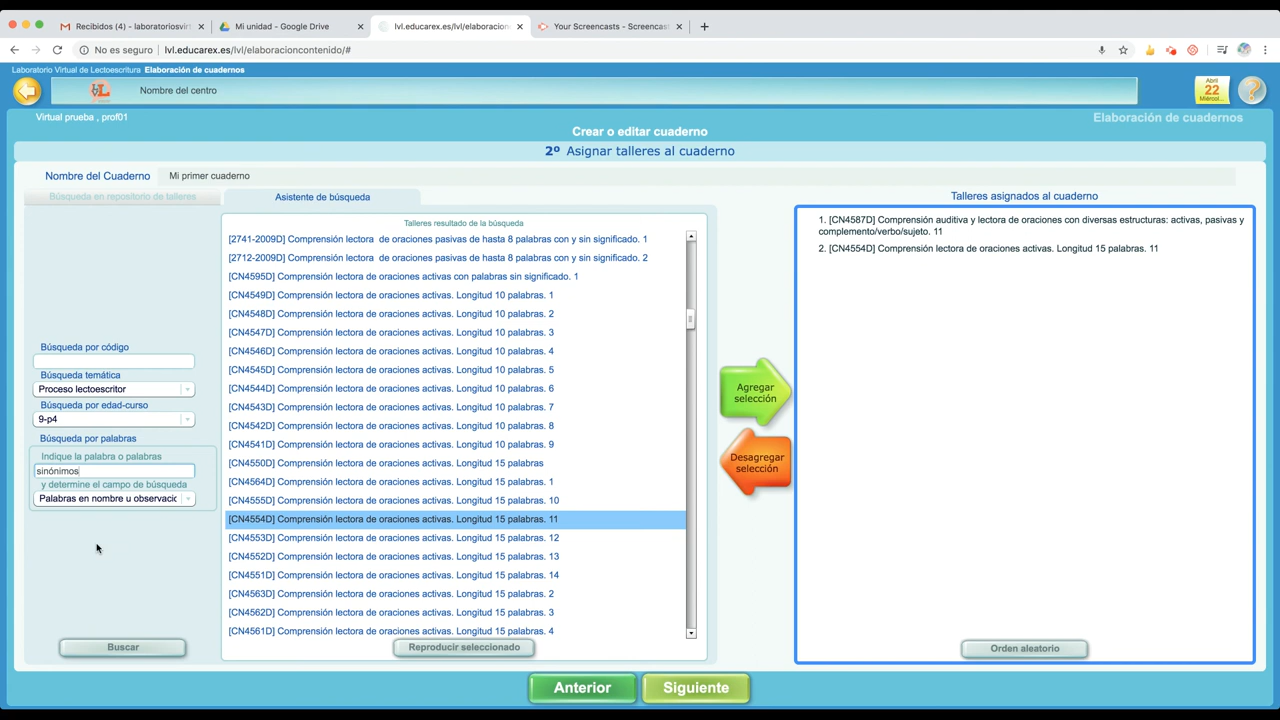 Recibidos (4) - laboratoriosvirt
Mi unidad - Google Drive
lvl.educarex.es/lvl/elaboracion
Your Screencasts - Screencast
No es seguro lvl.educarex.es/lvl/elaboracioncontenido/#
Laboratorio Virtual de Lectoescritura Elaboración de cuadernos
Nombre del centro
Abril
22
Miércol...
?
Virtual prueba , prof01
Elaboración de cuadernos
Crear o editar cuaderno
2º Asignar talleres al cuaderno
Nombre del Cuaderno Mi primer cuaderno
Búsqueda en repositorio de talleres
Asistente de búsqueda
Talleres asignados al cuaderno
Talleres resultado de la búsqueda
[2741-2009D] Comprensión lectora de oraciones pasivas de hasta 8 palabras con y sin significado. 1
[2712-2009D] Comprensión lectora de oraciones pasivas de hasta 8 palabras con y sin significado. 2
[CN4595D] Comprensión lectora de oraciones activas con palabras sin significado. 1
[CN4549D] Comprensión lectora de oraciones activas. Longitud 10 palabras. 1
[CN4548D] Comprensión lectora de oraciones activas. Longitud 10 palabras. 2
[CN4547D] Comprensión lectora de oraciones activas. Longitud 10 palabras. 3
[CN4546D] Comprensión lectora de oraciones activas. Longitud 10 palabras. 4
[CN4545D] Comprensión lectora de oraciones activas. Longitud 10 palabras. 5
[CN4544D] Comprensión lectora de oraciones activas. Longitud 10 palabras. 6
[CN4543D] Comprensión lectora de oraciones activas. Longitud 10 palabras. 7
[CN4542D] Comprensión lectora de oraciones activas. Longitud 10 palabras. 8
[CN4541D] Comprensión lectora de oraciones activas. Longitud 10 palabras. 9
[CN4550D] Comprensión lectora de oraciones activas. Longitud 15 palabras
[CN4564D] Comprensión lectora de oraciones activas. Longitud 15 palabras. 1
[CN4555D] Comprensión lectora de oraciones activas. Longitud 15 palabras. 10
[CN4554D] Comprensión lectora de oraciones activas. Longitud 15 palabras. 11
[CN4553D] Comprensión lectora de oraciones activas. Longitud 15 palabras. 12
[CN4552D] Comprensión lectora de oraciones activas. Longitud 15 palabras. 13
[CN4551D] Comprensión lectora de oraciones activas. Longitud 15 palabras. 14
[CN4563D] Comprensión lectora de oraciones activas. Longitud 15 palabras. 2
[CN4562D] Comprensión lectora de oraciones activas. Longitud 15 palabras. 3
[CN4561D] Comprensión lectora de oraciones activas. Longitud 15 palabras. 4
Reproducir seleccionado
Búsqueda por código
Búsqueda temática
Proceso lectoescritor
Búsqueda por edad-curso
9-p4
Búsqueda por palabras
Indique la palabra o palabras
sinónimos
y determine el campo de búsqueda
Palabras en nombre u observacic
Buscar
Agregar
selección
Desagregar
selección
1. [CN4587D] Comprensión auditiva y lectora de oraciones con diversas estructuras: activas, pasivas y
complemento/verbo/sujeto. 11
2. [CN4554D] Comprensión lectora de oraciones activas. Longitud 15 palabras. 11
Orden aleatorio
Anterior
Siguiente